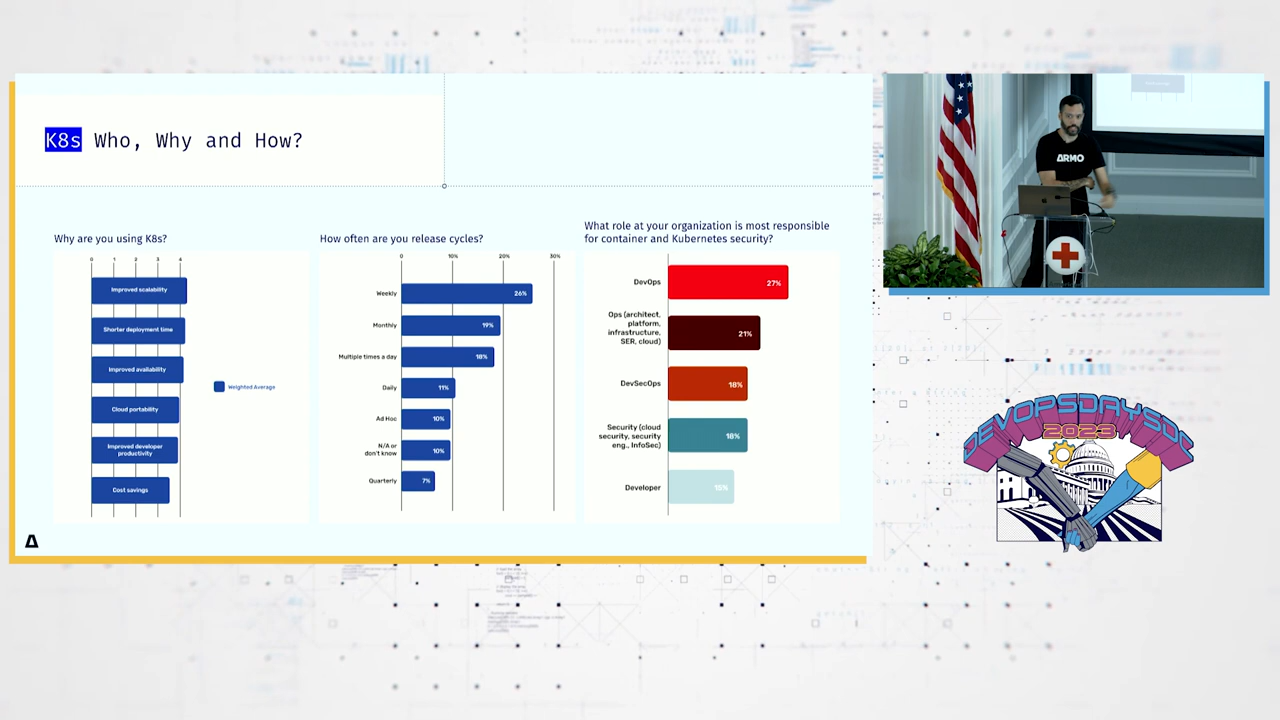 K8s Who, Why and How?
Why are you using K8s?
0 1 2 3 4
Improved scalability
Shorter deployment time
Improved availability
Cloud portability
Improved developer
productivity
Cost savings
Weighted Average
How often are you release cycles?
0 10% 20% 30%
Weekly 26%
Monthly 19%
Multiple times a day 18%
Daily 11%
Ad Hoc 10%
N/A or
don't know 10%
Quarterly 7%
What role at your organization is most responsible
for container and Kubernetes security?
DevOps 27%
Ops (architect,
platform,
infrastructure,
SER, cloud) 21%
DevSecOps 18%
Security (cloud
security, security
eng., InfoSec) 18%
Developer 15%
ARMO
DEVOPSDAYS DC
2023